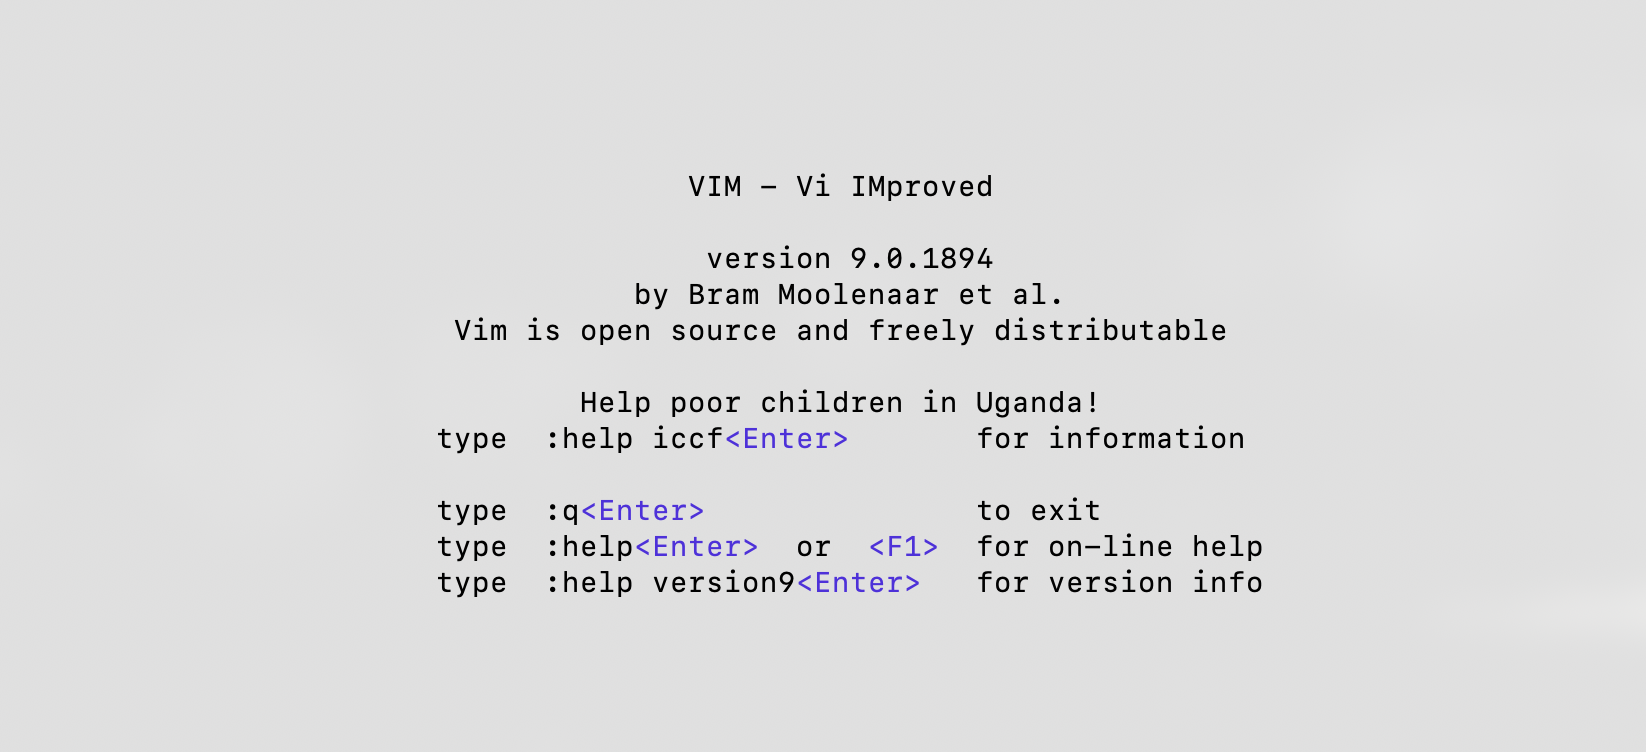 VIM - Vi IMproved
version 9.0.1894
by Bram Moolenaar et al.
Vim is open source and freely distributable
Help poor children in Uganda!
type  :help iccf<Enter>       for information
type  :q<Enter>               to exit
type  :help<Enter>  or  <F1>  for on-line help
type  :help version9<Enter>   for version info